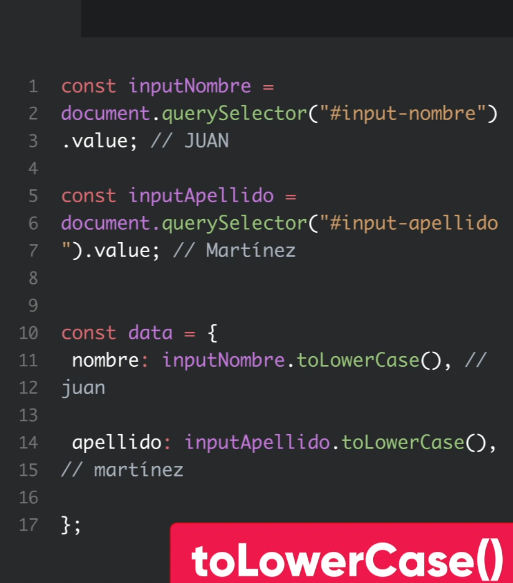 1 const inputNombre =
2 document.querySelector("#input-nombre")
3 .value; // JUAN
4
5 const inputApellido =
6 document.querySelector("#input-apellido
7 ").value; // Martínez
8
9
10 const data = {
11 nombre: inputNombre.toLowerCase(), //
12 juan
13
14 apellido: inputApellido.toLowerCase(),
15 // martínez
16
17 };
toLowerCase()